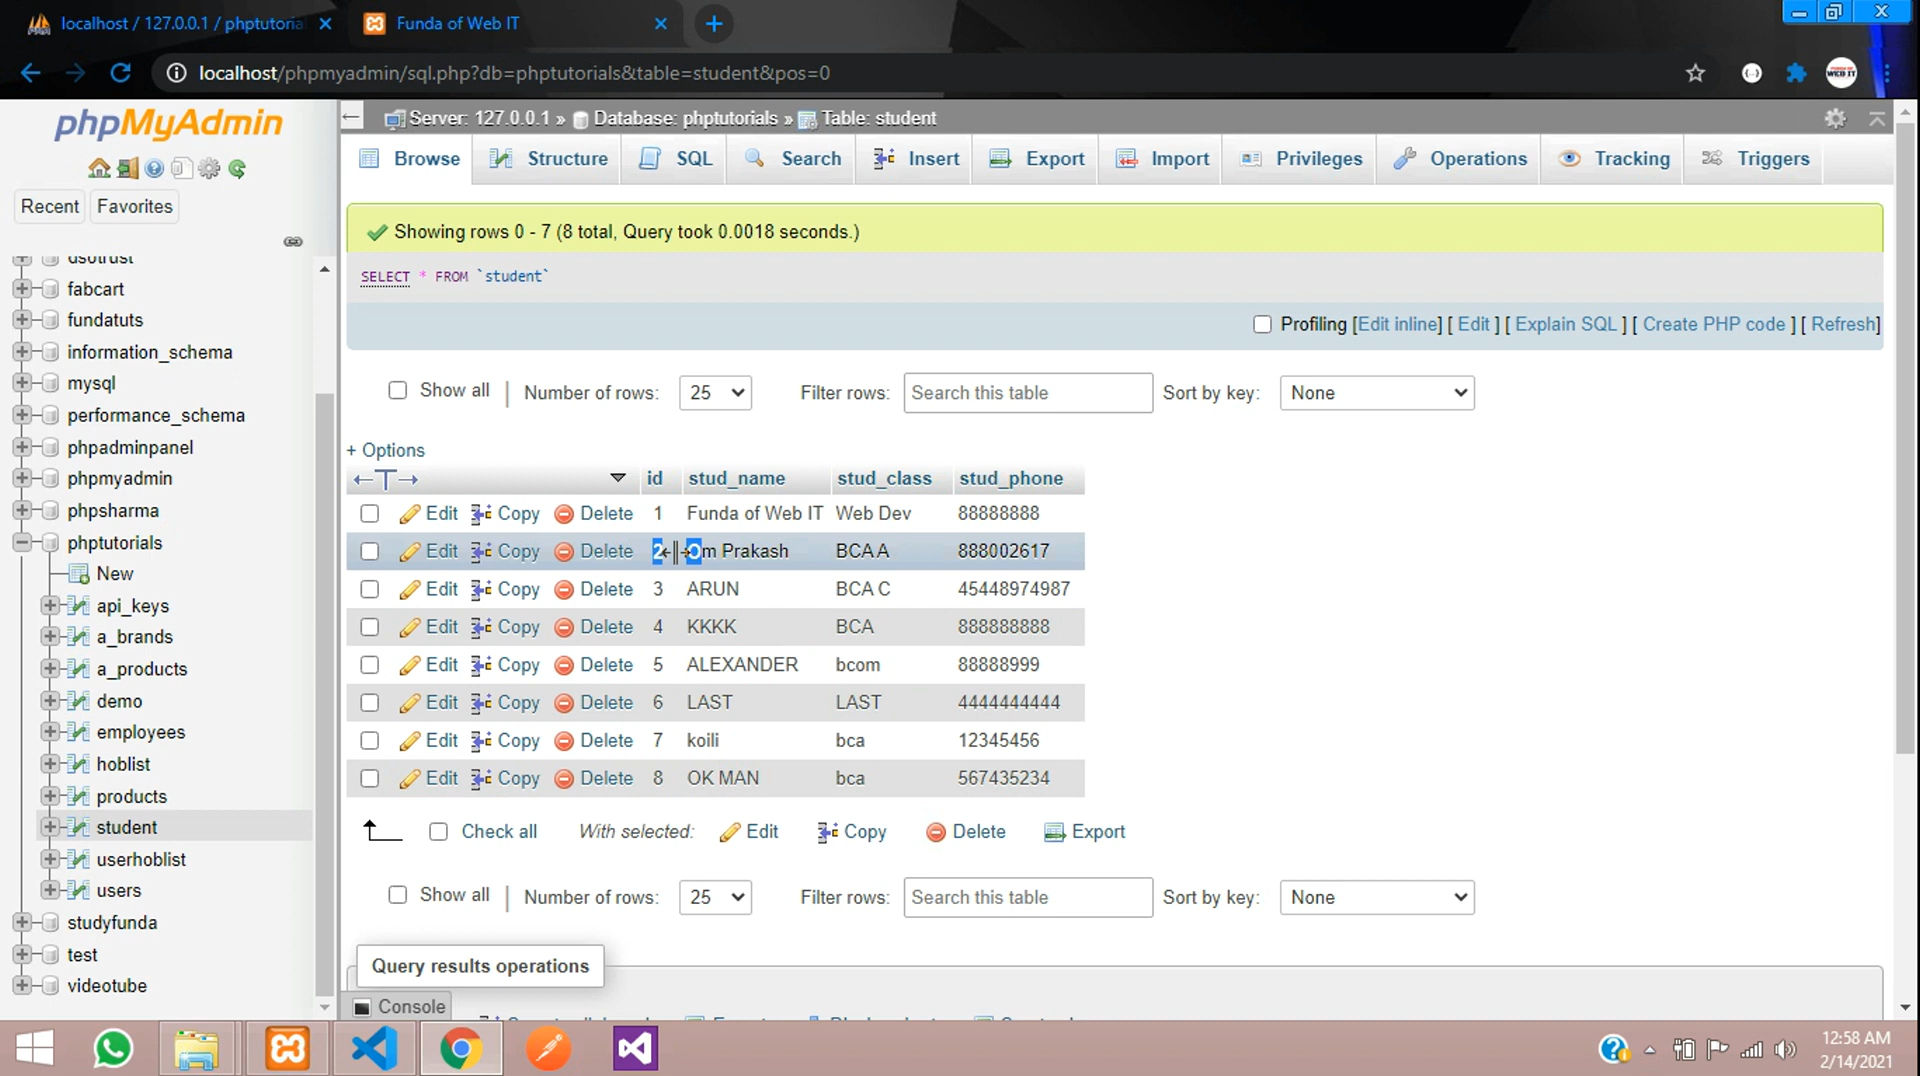 localhost / 127.0.0.1 / phptutoria
Funda of Web IT
localhost/phpmyadmin/sql.php?db=phptutorials&table=student&pos=0
phpMyAdmin
Recent Favorites
dsotrust
fabcart
fundatuts
information_schema
mysql
performance_schema
phpadminpanel
phpmyadmin
phpsharma
phptutorials
New
api_keys
a_brands
a_products
demo
employees
hoblist
products
student
userhoblist
users
studyfunda
test
videotube
Server: 127.0.0.1 » Database: phptutorials » Table: student
Browse Structure SQL Search Insert Export Import Privileges Operations Tracking Triggers
Showing rows 0 - 7 (8 total, Query took 0.0018 seconds.)
SELECT * FROM `student`
Profiling [Edit inline] [ Edit ] [ Explain SQL ] [ Create PHP code ] [ Refresh]
Show all | Number of rows: 25 Filter rows: Search this table Sort by key: None
+ Options
←T→ id stud_name stud_class stud_phone
Edit Copy Delete 1 Funda of Web IT Web Dev 88888888
Edit Copy Delete 2 Om Prakash BCA A 888002617
Edit Copy Delete 3 ARUN BCA C 45448974987
Edit Copy Delete 4 KKKK BCA 888888888
Edit Copy Delete 5 ALEXANDER bcom 88888999
Edit Copy Delete 6 LAST LAST 4444444444
Edit Copy Delete 7 koili bca 12345456
Edit Copy Delete 8 OK MAN bca 567435234
Check all With selected: Edit Copy Delete Export
Show all | Number of rows: 25 Filter rows: Search this table Sort by key: None
Query results operations
Console
12:58 AM
2/14/2021